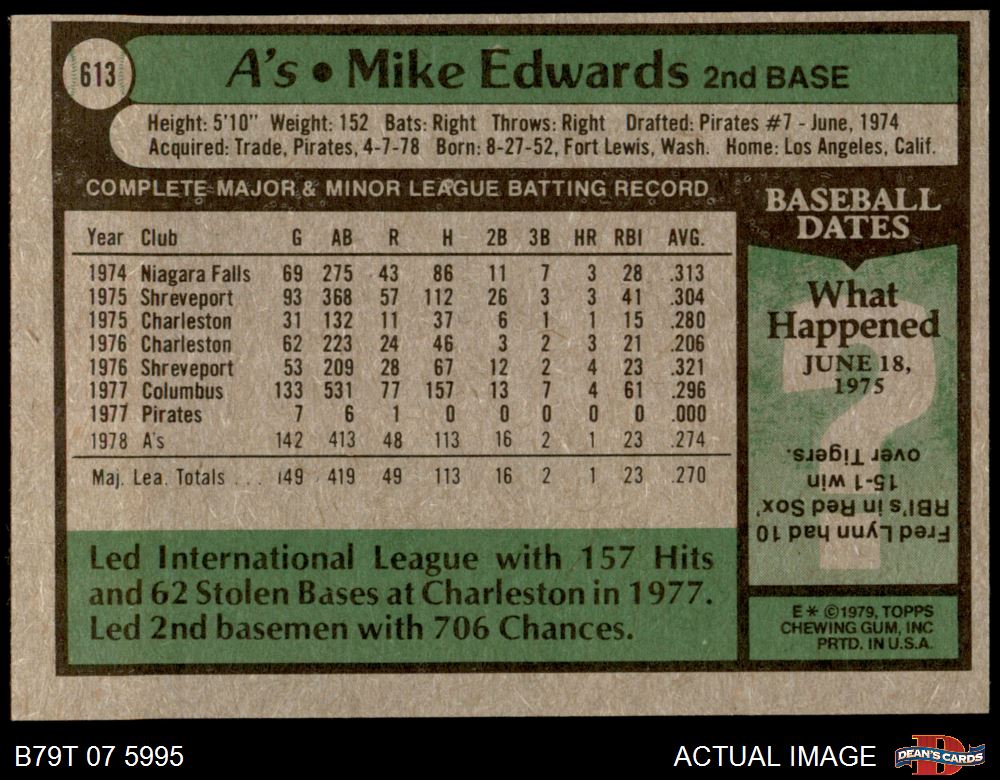 613
A's • Mike Edwards 2nd BASE
Height: 5'10" Weight: 152 Bats: Right Throws: Right Drafted: Pirates #7 - June, 1974
Acquired: Trade, Pirates, 4-7-78 Born: 8-27-52, Fort Lewis, Wash. Home: Los Angeles, Calif.
COMPLETE MAJOR & MINOR LEAGUE BATTING RECORD
Year Club G AB R H 2B 3B HR RBI AVG.
1974 Niagara Falls 69 275 43 86 11 7 3 28 .313
1975 Shreveport 93 368 57 112 26 3 3 41 .304
1975 Charleston 31 132 11 37 6 1 1 15 .280
1976 Charleston 62 223 24 46 3 2 3 21 .206
1976 Shreveport 53 209 28 67 12 2 4 23 .321
1977 Columbus 133 531 77 157 13 7 4 61 .296
1977 Pirates 7 6 1 0 0 0 0 0 .000
1978 A's 142 413 48 113 16 2 1 23 .274
Maj. Lea. Totals ... 149 419 49 113 16 2 1 23 .270
Led International League with 157 Hits
and 62 Stolen Bases at Charleston in 1977.
Led 2nd basemen with 706 Chances.
BASEBALL
DATES
What
Happened
JUNE 18,
1975
Fred Lynn had 10
RBI's in Red Sox'
15-1 win
over Tigers.
E * ©1979, TOPPS
CHEWING GUM, INC
PRTD. IN U.S.A.
B79T 07 5995
ACTUAL IMAGE
DEAN'S CARDS